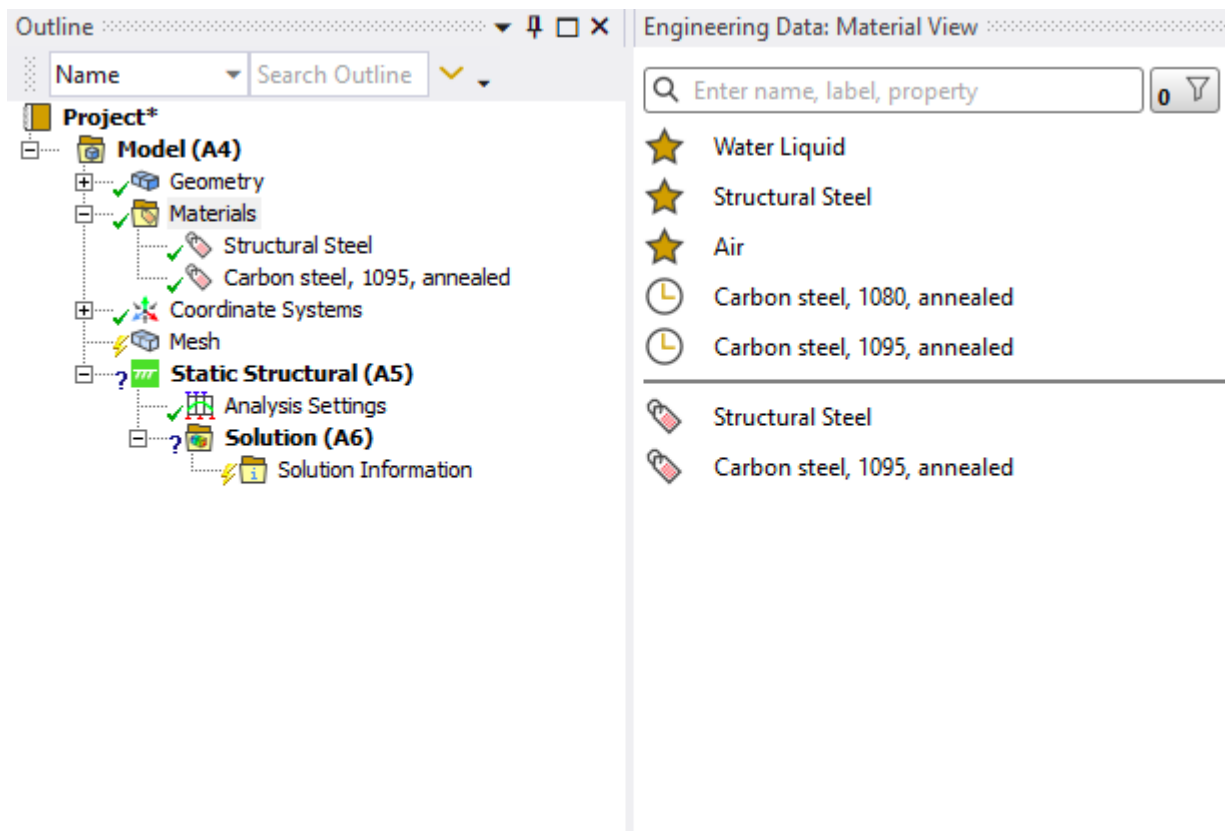 Outline
Name
Search Outline
Project*
Model (A4)
Geometry
Materials
Structural Steel
Carbon steel, 1095, annealed
Coordinate Systems
Mesh
Static Structural (A5)
Analysis Settings
Solution (A6)
Solution Information
Engineering Data: Material View
Enter name, label, property
0
Water Liquid
Structural Steel
Air
Carbon steel, 1080, annealed
Carbon steel, 1095, annealed
Structural Steel
Carbon steel, 1095, annealed